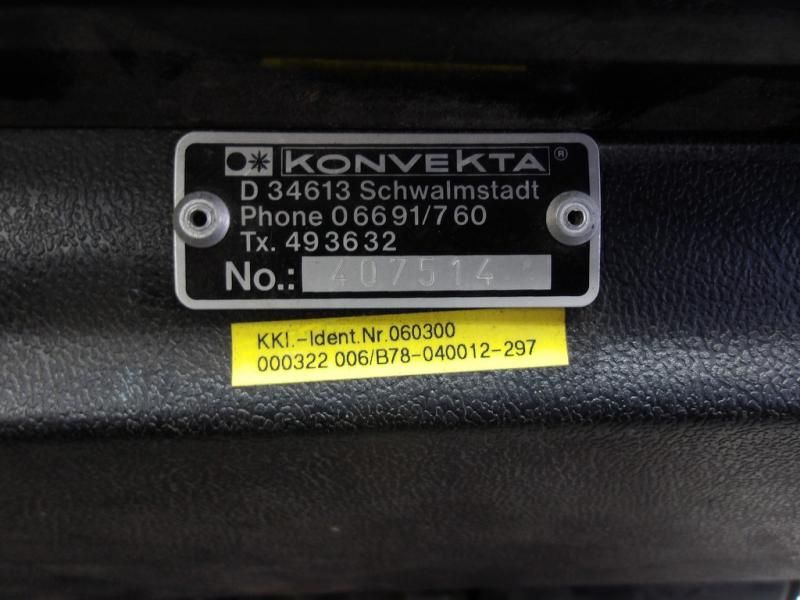 KONVEKTA ®
D 34613 Schwalmstadt
Phone 06691/760
Tx. 493632
No.: 407514
KKl.-Ident.Nr.060300
000322 006/B78-040012-297